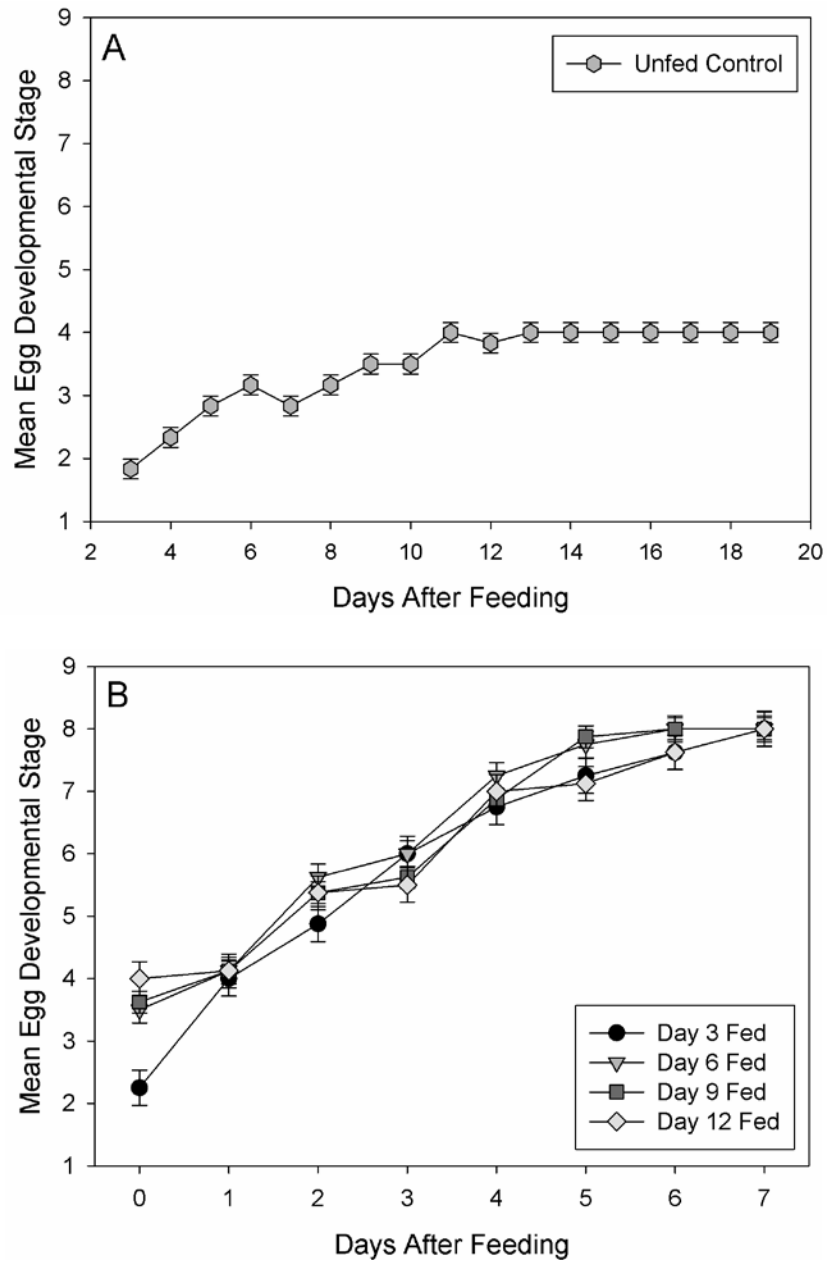 A
Unfed Control
Mean Egg Developmental Stage
9
8
7
6
5
4
3
2
1
2 4 6 8 10 12 14 16 18 20
Days After Feeding
B
Mean Egg Developmental Stage
9
8
7
6
5
4
3
2
1
Day 3 Fed
Day 6 Fed
Day 9 Fed
Day 12 Fed
0 1 2 3 4 5 6 7
Days After Feeding